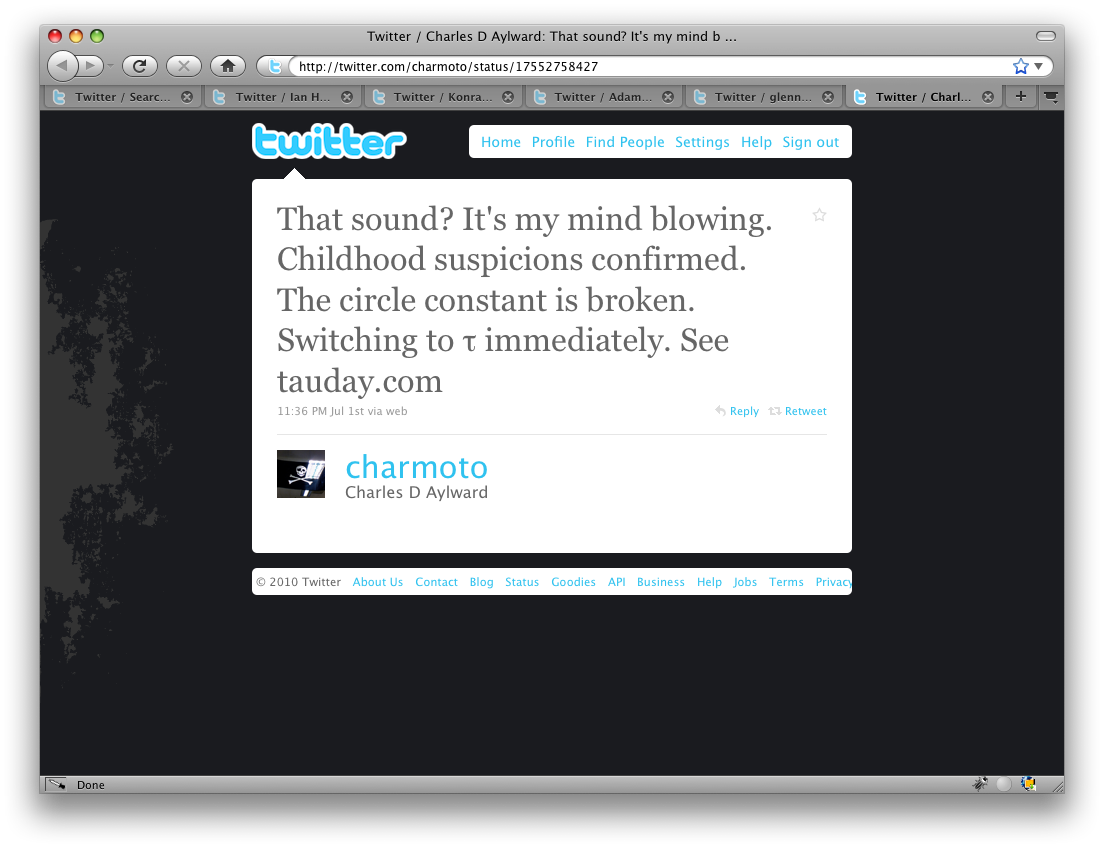 Twitter / Charles D Aylward: That sound? It's my mind b ...
http://twitter.com/charmoto/status/17552758427
Twitter / Searc... Twitter / Ian H... Twitter / Konra... Twitter / Adam... Twitter / glenn... Twitter / Charl...
twitter
Home Profile Find People Settings Help Sign out
That sound? It's my mind blowing.
Childhood suspicions confirmed.
The circle constant is broken.
Switching to τ immediately. See
tauday.com
11:36 PM Jul 1st via web Reply Retweet
charmoto
Charles D Aylward
© 2010 Twitter About Us Contact Blog Status Goodies API Business Help Jobs Terms Privacy
Done